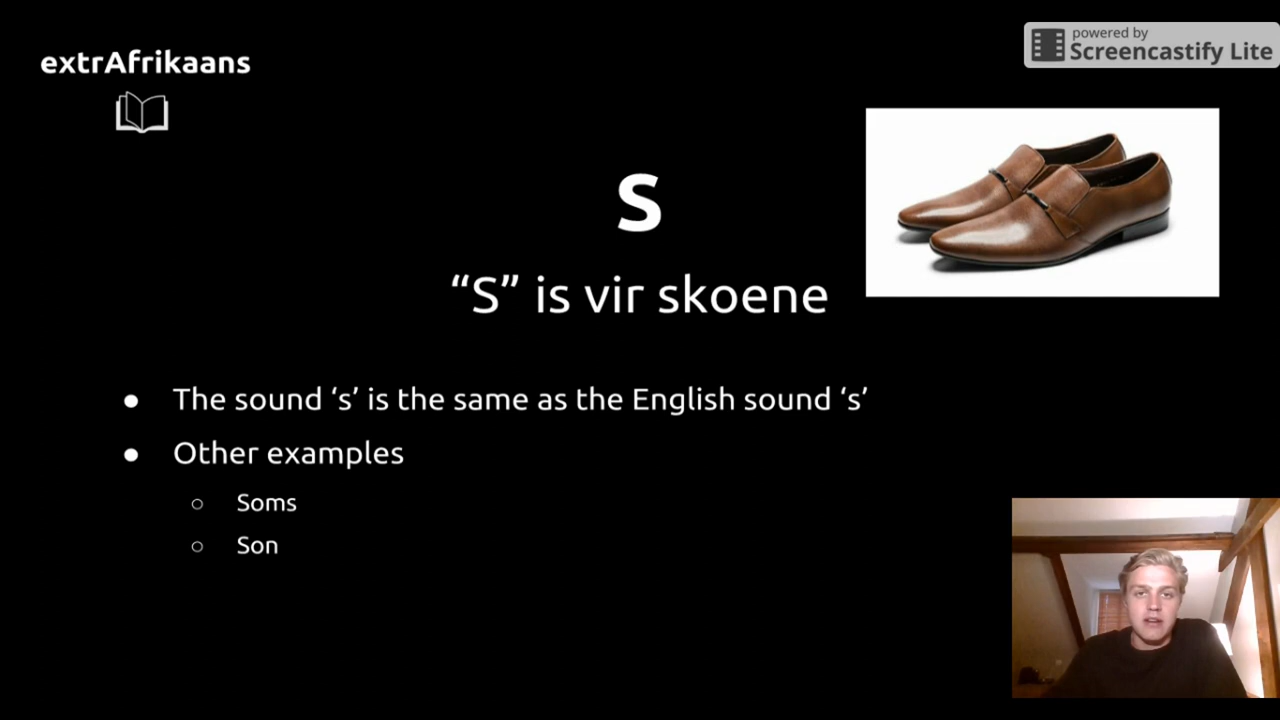 extrAfrikaans
powered by
Screencastify Lite
S
“S” is vir skoene
● The sound ‘s’ is the same as the English sound ‘s’
● Other examples
○ Soms
○ Son